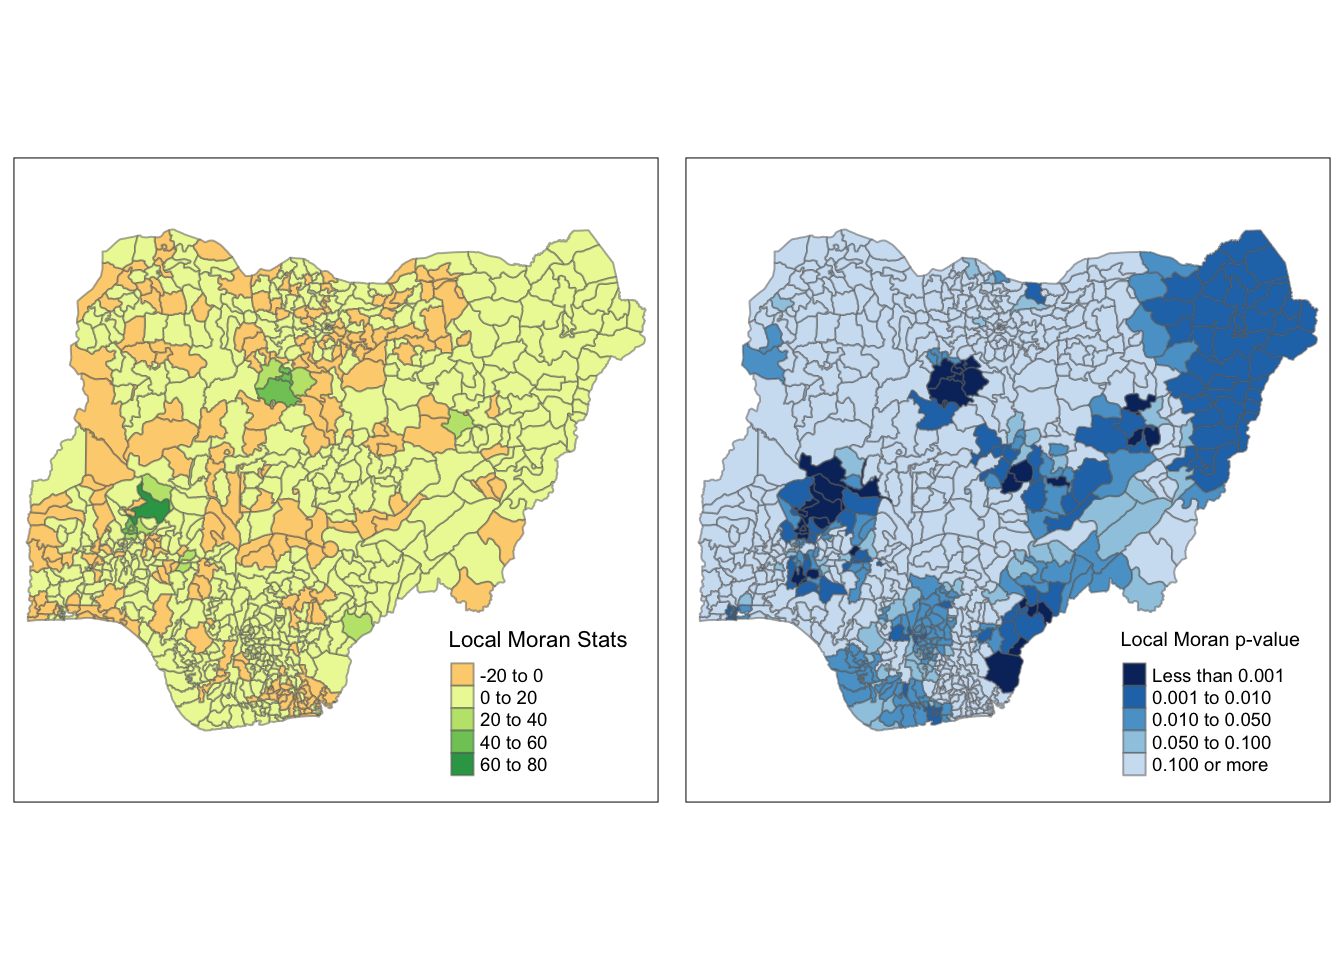 Local Moran Stats
-20 to 0
0 to 20
20 to 40
40 to 60
60 to 80
Local Moran p-value
Less than 0.001
0.001 to 0.010
0.010 to 0.050
0.050 to 0.100
0.100 or more